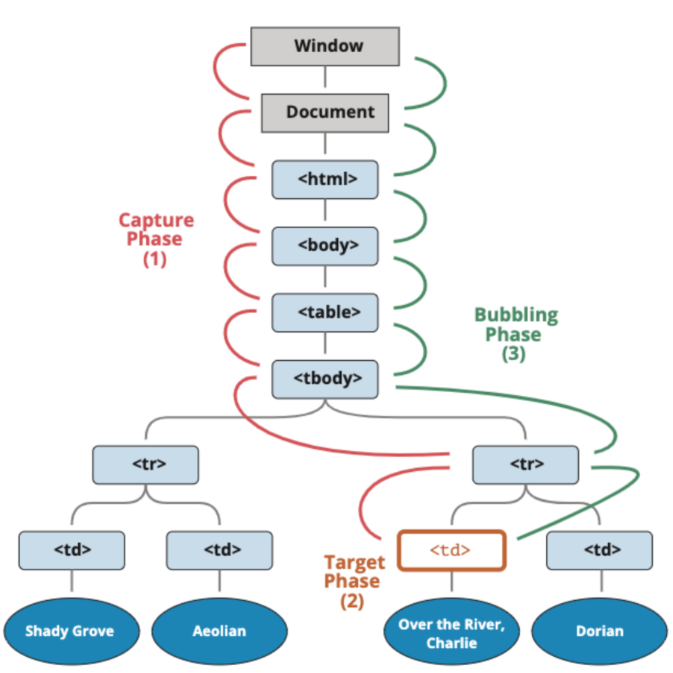 Window
Document
<html>
<body>
Capture
Phase
(1)
<table>
Bubbling
Phase
(3)
<tbody>
<tr>
<tr>
<td>
<td>
<td>
<td>
Target
Phase
(2)
Shady Grove
Aeolian
Over the River,
Charlie
Dorian